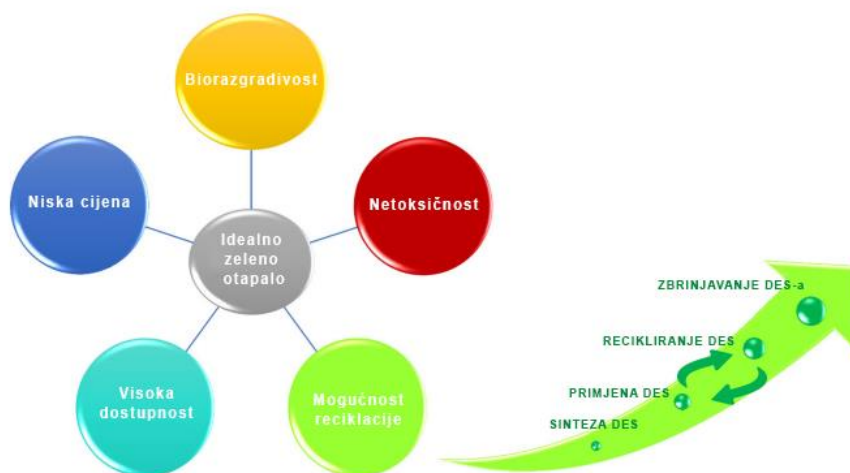 Biorazgradivost
Niska cijena
Netoksičnost
Idealno
zeleno
otapalo
Visoka
dostupnost
Mogućnost
reciklacije
ZBRINJAVANJE DES-a
RECIKLIRANJE DES
PRIMJENA DES
SINTEZA DES